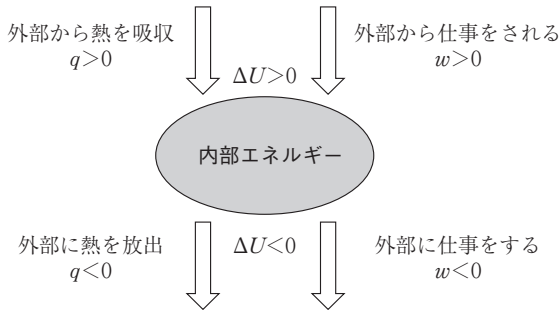 外部から熱を吸収
q>0
外部から仕事をされる
w>0
ΔU>0
内部エネルギー
外部に熱を放出
q<0
ΔU<0
外部に仕事をする
w<0